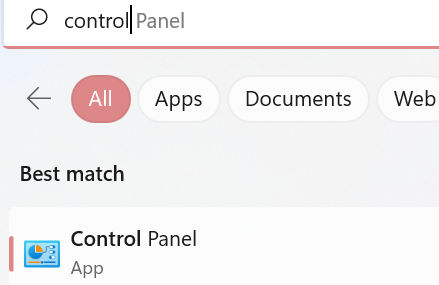 control Panel
All Apps Documents Web
Best match
Control Panel
App